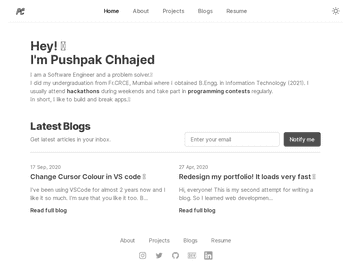 PC
Home About Projects Blogs Resume
Hey!
I'm Pushpak Chhajed
I am a Software Engineer and a problem solver.
I did my undergraduation from Fr.CRCE, Mumbai where I obtained B.Engg. in Information Technology (2021). I
usually attend hackathons during weekends and take part in programming contests regularly.
In short, I like to build and break apps.
Latest Blogs
Get latest articles in your inbox.
Enter your email
Notify me
17 Sep, 2020
Change Cursor Colour in VS code
I've been using VSCode for almost 2 years now and I
like it so much. I'm sure that you like it too. B...
Read full blog
27 Apr, 2020
Redesign my portfolio! It loads very fast
Hi, everyone! This is my second attempt for writing a
blog. So I learned web developmen...
Read full blog
About Projects Blogs Resume